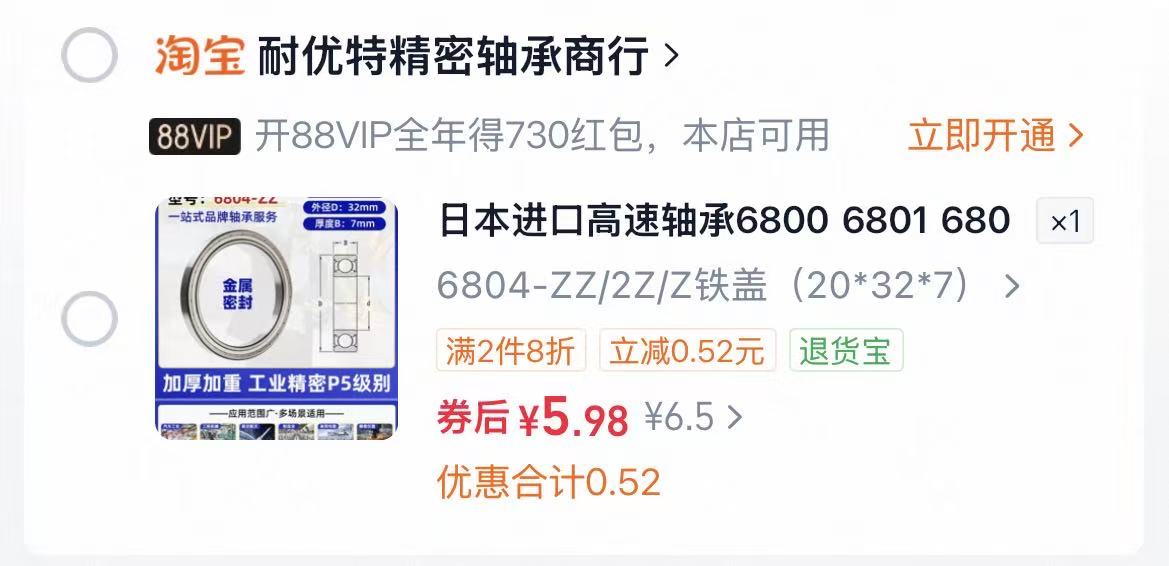 淘宝 耐优特精密轴承商行 >
88VIP 开88VIP全年得730红包，本店可用 立即开通 >
型号：6804-ZZ
一站式品牌轴承服务
外径D：32mm
厚度B：7mm
金属
密封
B
D
d
加厚加重 工业精密P5级别
应用范围广·多场景适用
日本进口高速轴承6800 6801 680 ×1
6804-ZZ/2Z/Z铁盖（20*32*7） >
满2件8折 立减0.52元 退货宝
券后 ¥5.98 ¥6.5 >
优惠合计0.52